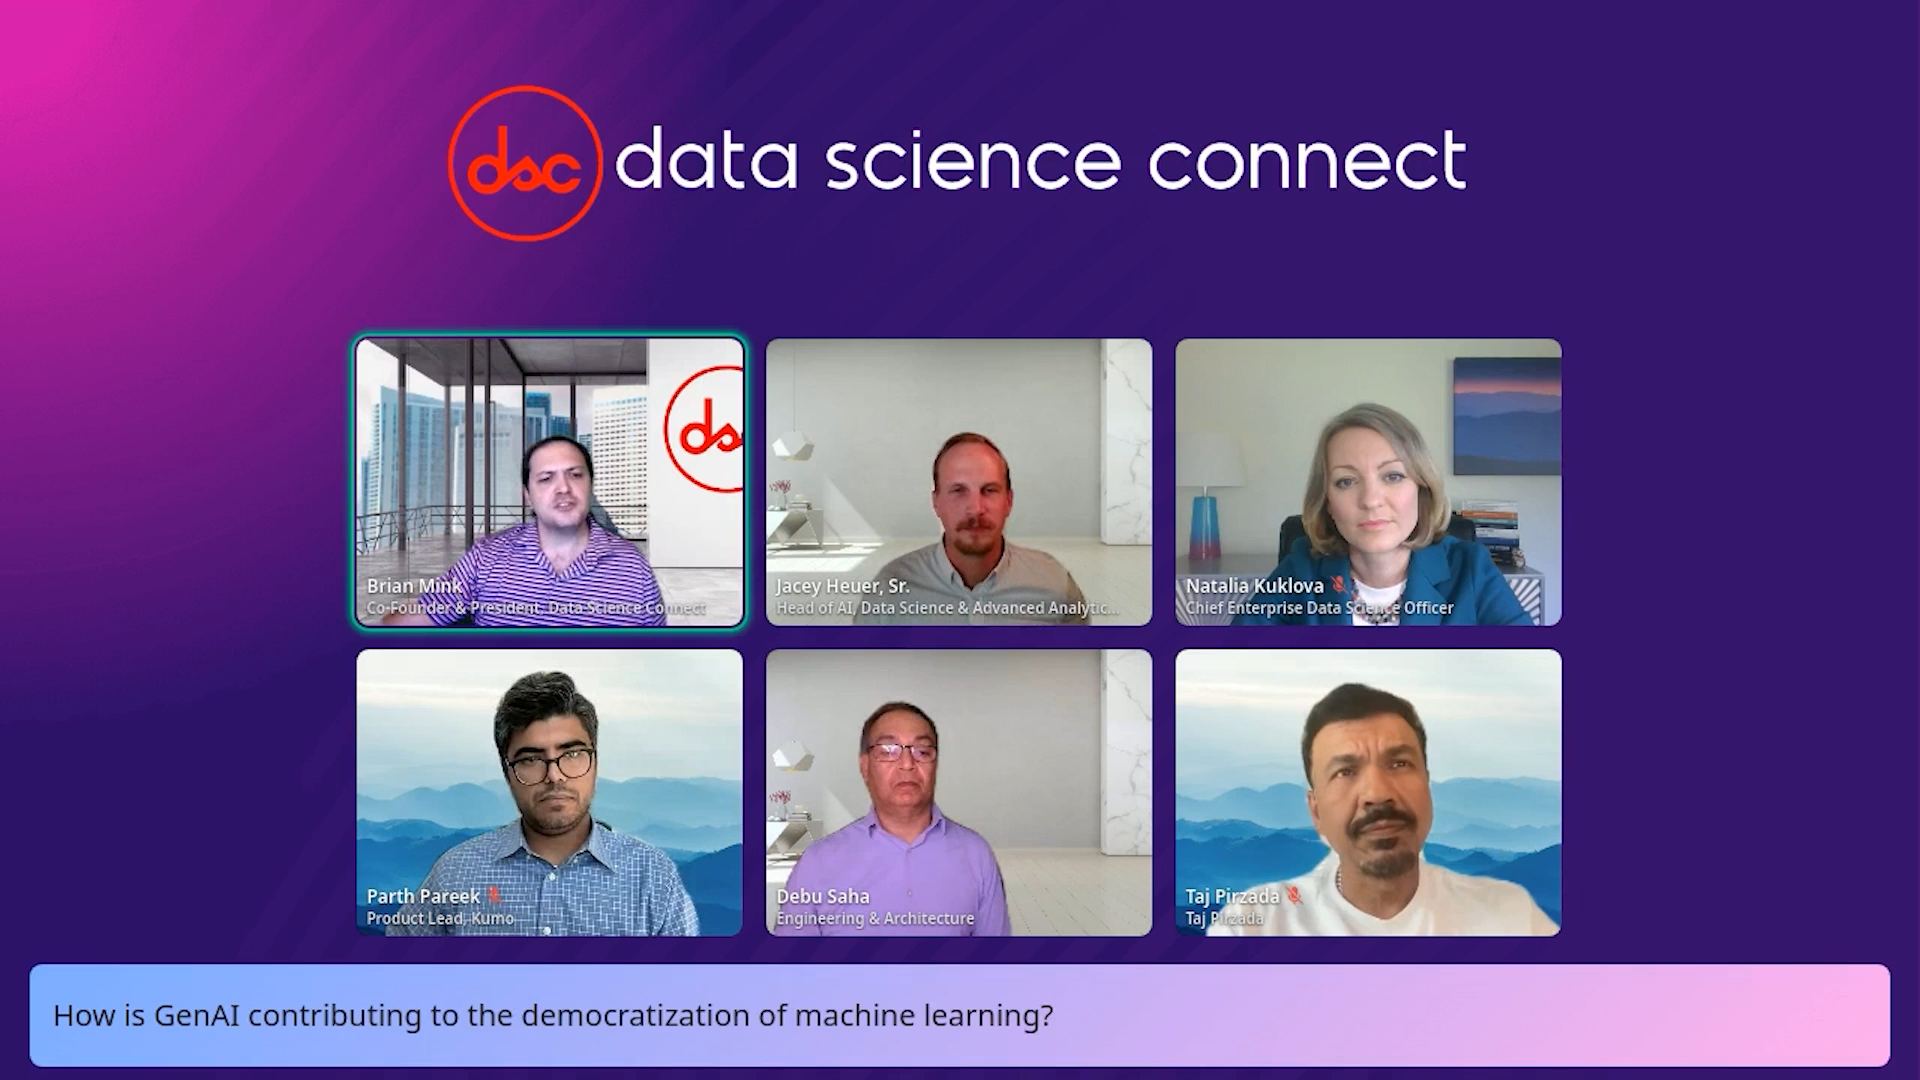 dsc data science connect
ds
Brian Mink
Co-Founder & President, Data Science Connect
Jacey Heuer, Sr.
Head of AI, Data Science & Advanced Analytic...
Natalia Kuklova
Chief Enterprise Data Science Officer
Parth Pareek
Product Lead, Kumo
Debu Saha
Engineering & Architecture
Taj Pirzada
Taj Pirzada
How is GenAI contributing to the democratization of machine learning?